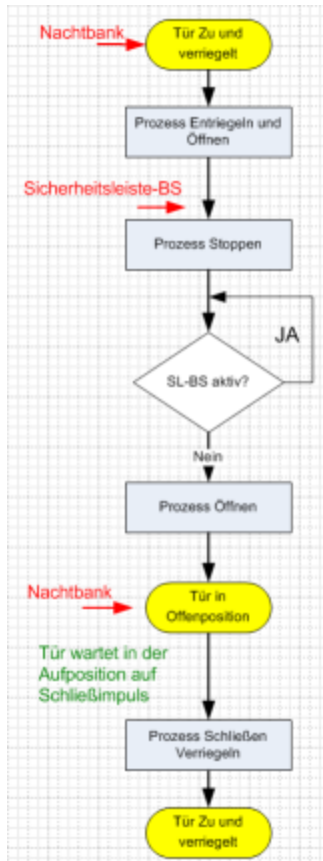 Nachtbank
Tür Zu und
verriegelt
Prozess Entriegeln und
Öffnen
Sicherheitsleiste-BS
Prozess Stoppen
JA
SL-BS aktiv?
Nein
Prozess Öffnen
Nachtbank
Tür in
Offenposition
Tür wartet in der
Aufposition auf
Schließimpuls
Prozess Schließen
Verriegeln
Tür Zu und
verriegelt